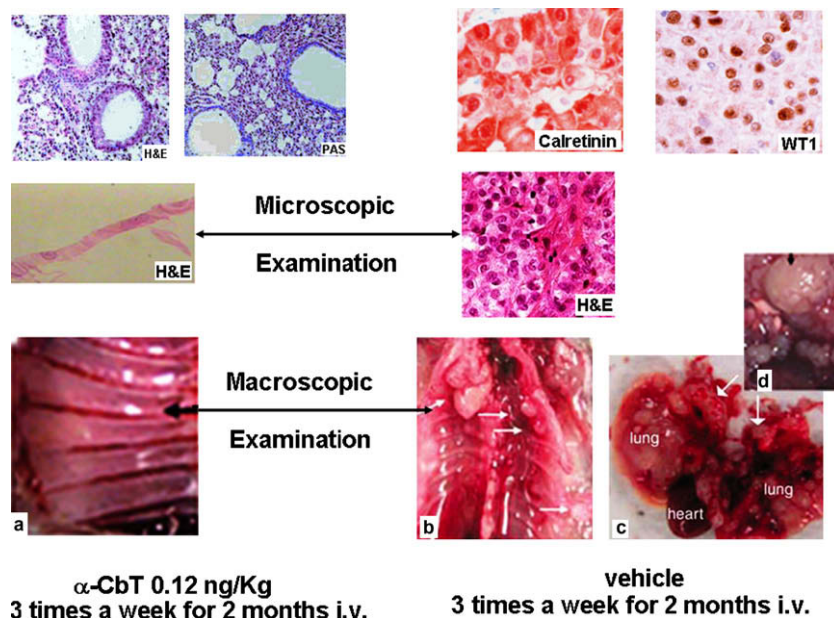 H&E
PAS
Calretinin
WT1
Microscopic
Examination
H&E
H&E
Macroscopic
Examination
a
b
c
d
lung
lung
heart
α-CbT 0.12 ng/Kg
3 times a week for 2 months i.v.
vehicle
3 times a week for 2 months i.v.